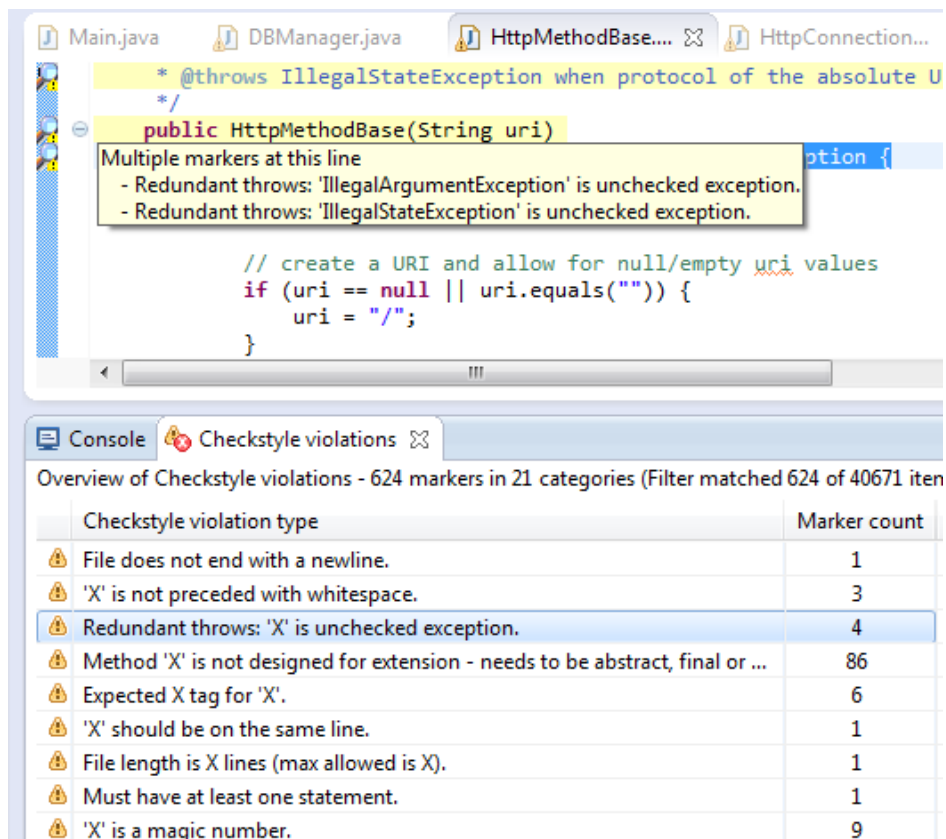 Main.java DBManager.java HttpMethodBase.... HttpConnection...
* @throws IllegalStateException when protocol of the absolute U
*/
public HttpMethodBase(String uri)
ption {
Multiple markers at this line
- Redundant throws: 'IllegalArgumentException' is unchecked exception.
- Redundant throws: 'IllegalStateException' is unchecked exception.
// create a URI and allow for null/empty uri values
if (uri == null || uri.equals("")) {
uri = "/";
}
Console Checkstyle violations
Overview of Checkstyle violations - 624 markers in 21 categories (Filter matched 624 of 40671 item
Checkstyle violation type Marker count
File does not end with a newline. 1
'X' is not preceded with whitespace. 3
Redundant throws: 'X' is unchecked exception. 4
Method 'X' is not designed for extension - needs to be abstract, final or ... 86
Expected X tag for 'X'. 6
'X' should be on the same line. 1
File length is X lines (max allowed is X). 1
Must have at least one statement. 1
'X' is a magic number. 9